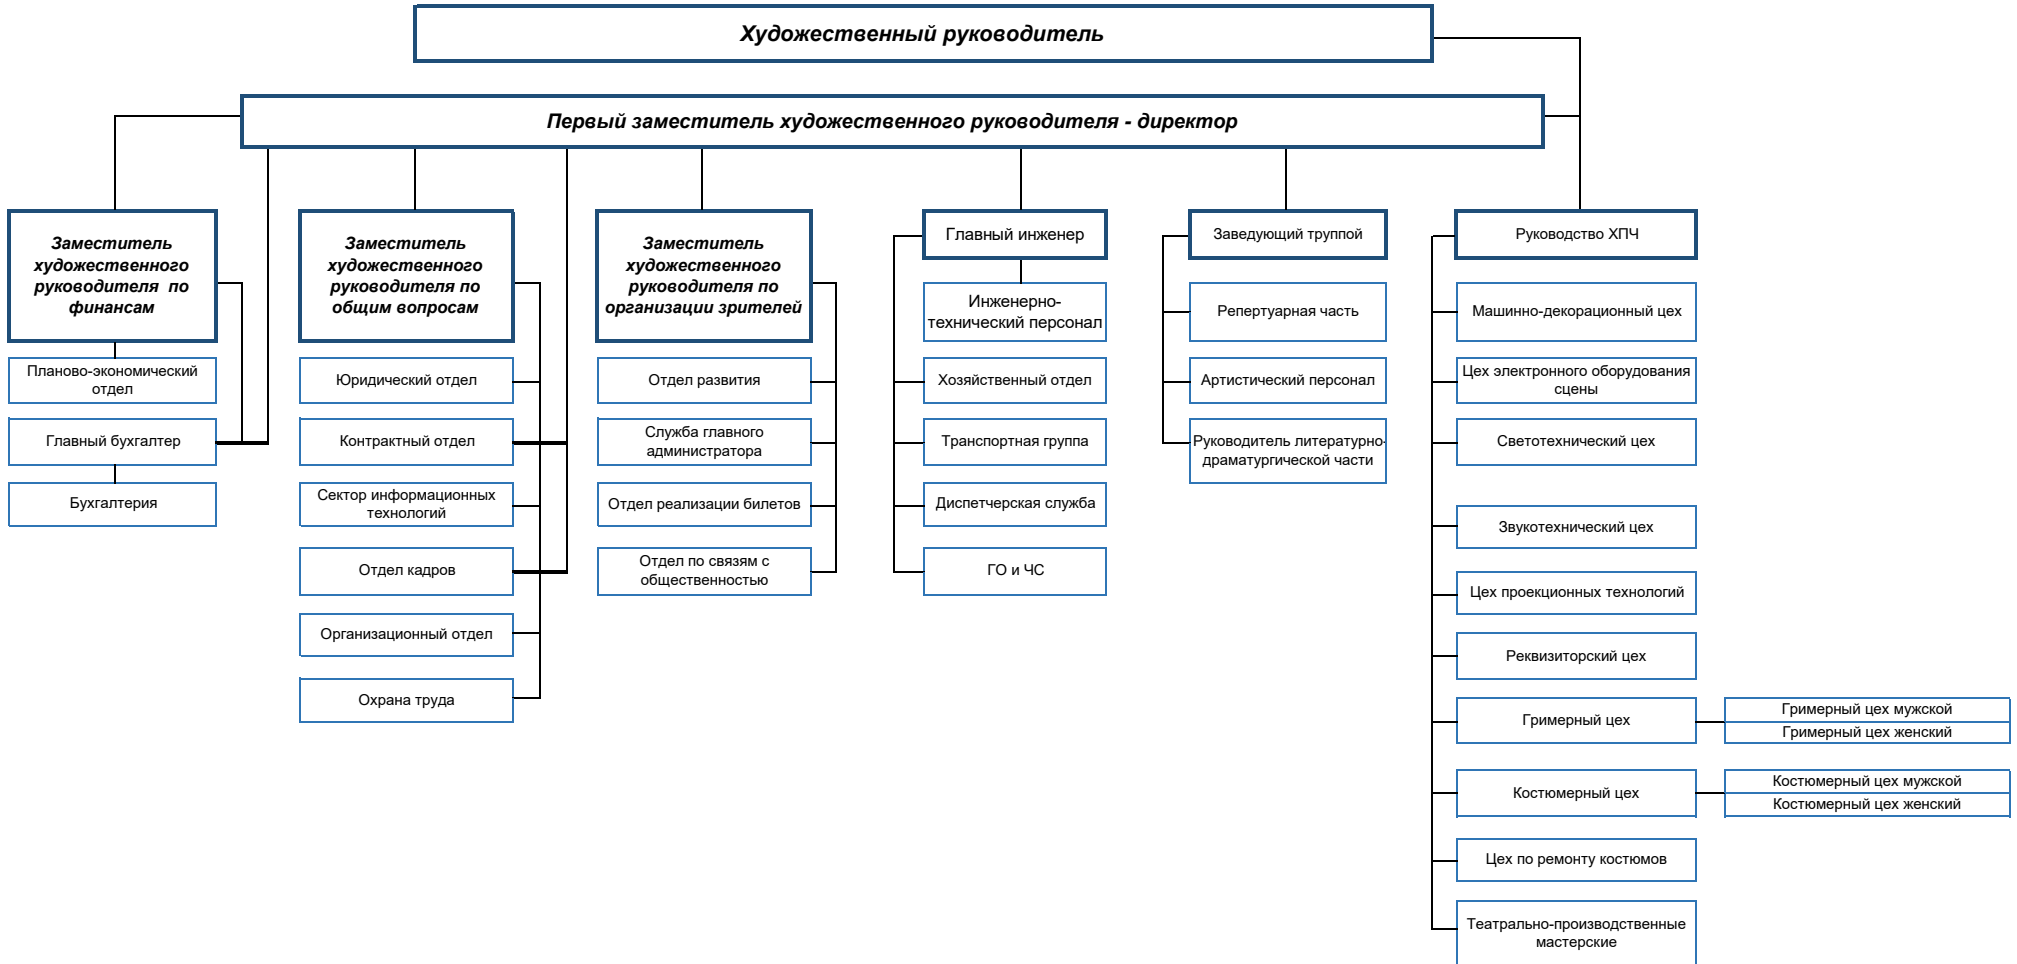 Художественный руководитель
Первый заместитель художественного руководителя - директор
Заместитель
художественного
руководителя по
финансам
Планово-экономический
отдел
Главный бухгалтер
Бухгалтерия
Заместитель
художественного
руководителя по
общим вопросам
Юридический отдел
Контрактный отдел
Сектор информационных
технологий
Отдел кадров
Организационный отдел
Охрана труда
Заместитель
художественного
руководителя по
организации зрителей
Отдел развития
Служба главного
администратора
Отдел реализации билетов
Отдел по связям с
общественностью
Главный инженер
Инженерно-
технический персонал
Хозяйственный отдел
Транспортная группа
Диспетчерская служба
ГО и ЧС
Заведующий труппой
Репертуарная часть
Артистический персонал
Руководитель литературно-
драматургической части
Руководство ХПЧ
Машинно-декорационный цех
Цех электронного оборудования
сцены
Светотехнический цех
Звукотехнический цех
Цех проекционных технологий
Реквизиторский цех
Гримерный цех
Гримерный цех мужской
Гримерный цех женский
Костюмерный цех
Костюмерный цех мужской
Костюмерный цех женский
Цех по ремонту костюмов
Театрально-производственные
мастерские